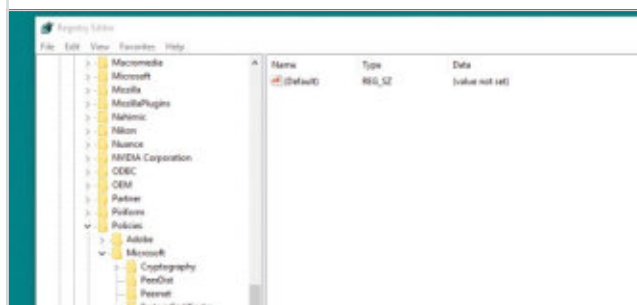 Registry Editor
File Edit View Favorites Help
Macromedia
Microsoft
Mozilla
MozillaPlugins
Nahimic
Nikon
Nuance
NVIDIA Corporation
ODBC
OEM
Partner
Piriform
Policies
Adobe
Microsoft
Cryptography
PeerDist
Peernet
Name Type Data
(Default) REG_SZ (value not set)